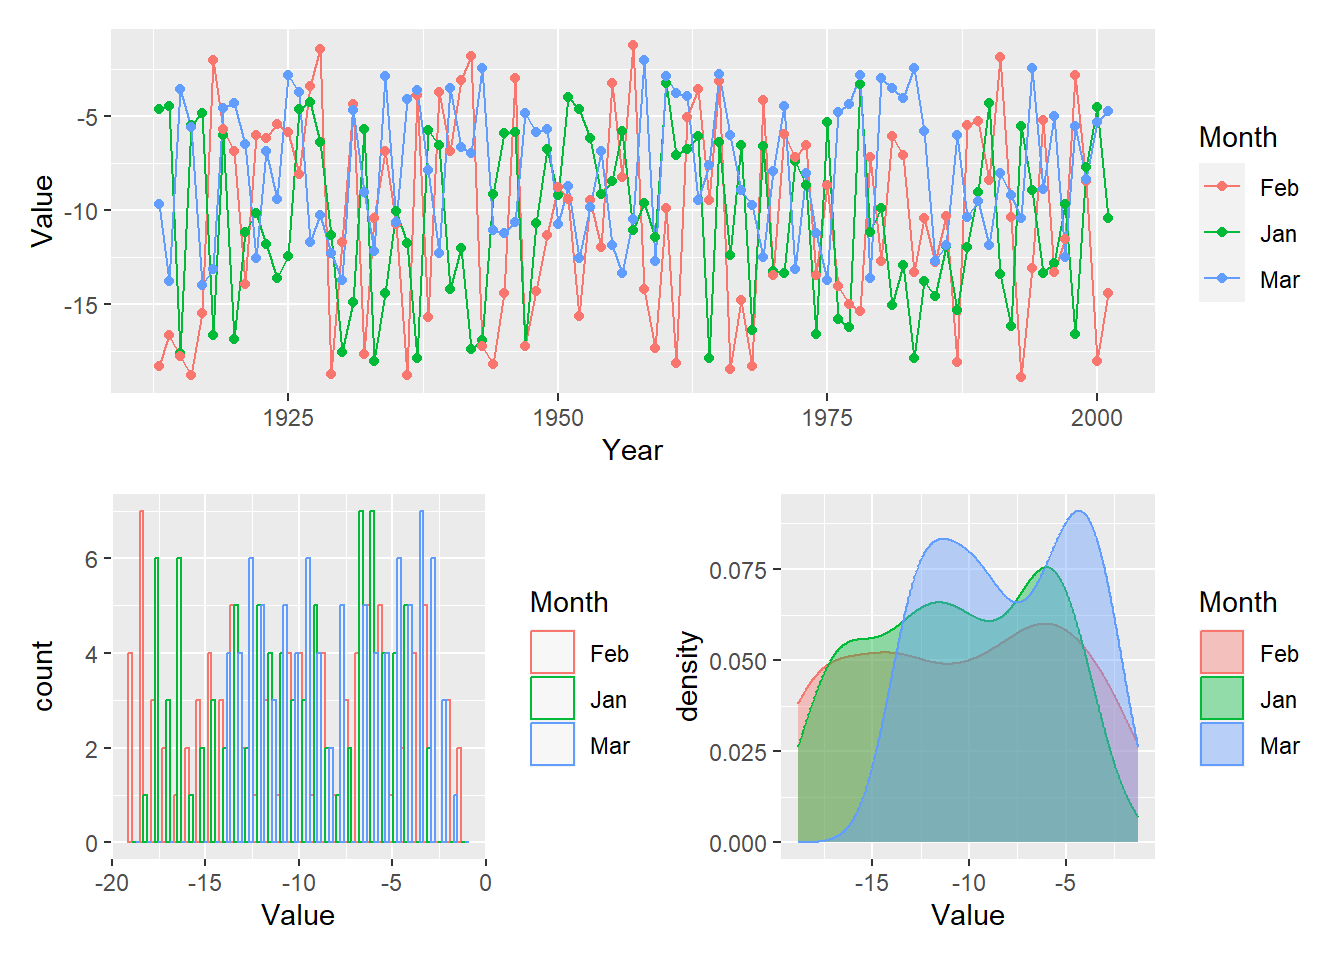 Value
-5
-10
-15
1925 1950 1975 2000
Year
Month
Feb
Jan
Mar
count
6
4
2
0
-20 -15 -10 -5 0
Value
Month
Feb
Jan
Mar
density
0.075
0.050
0.025
0.000
-15 -10 -5
Value
Month
Feb
Jan
Mar